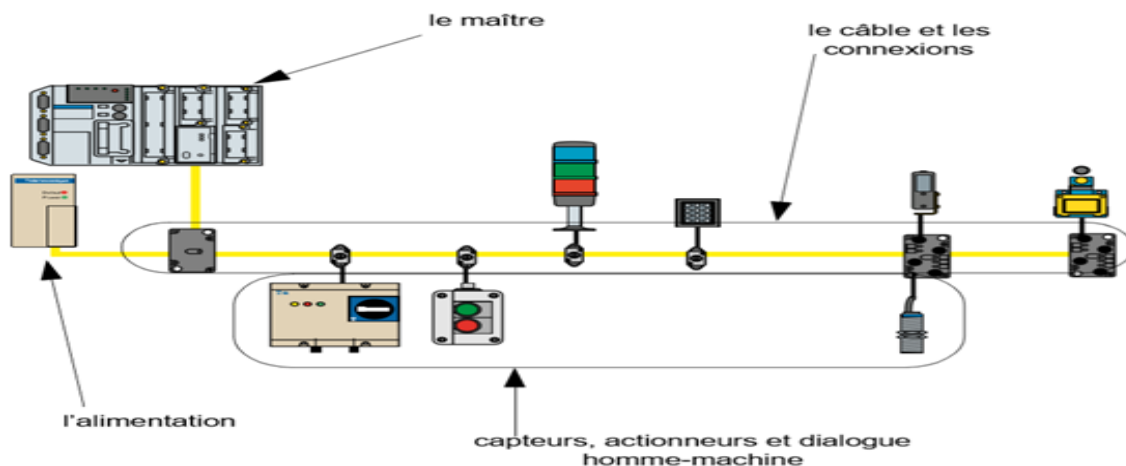 le maître
le câble et les
connexions
l'alimentation
capteurs, actionneurs et dialogue
homme-machine